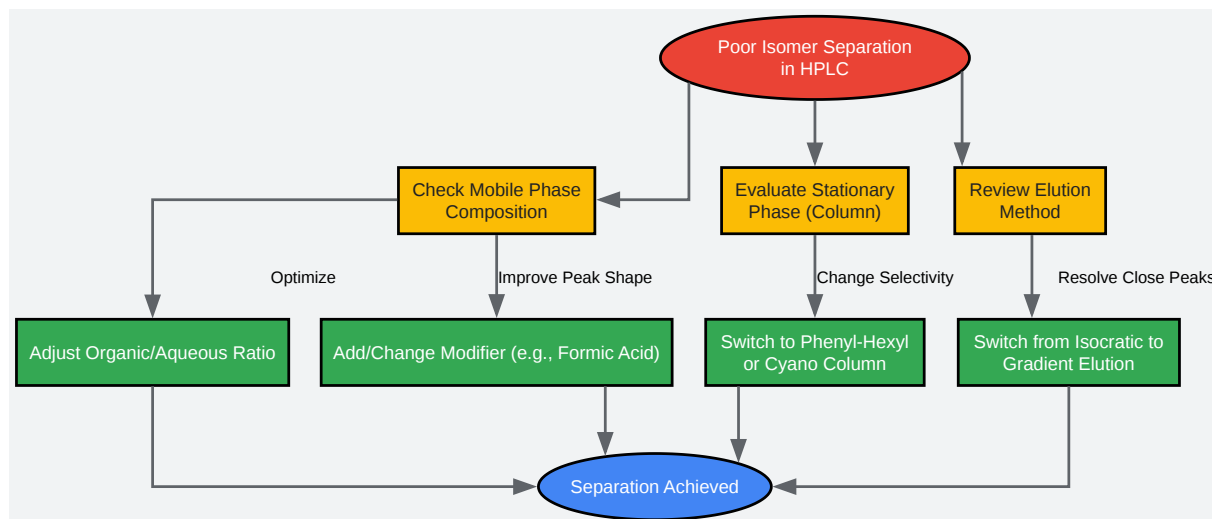 Poor Isomer Separation
in HPLC
Check Mobile Phase
Composition
Evaluate Stationary
Phase (Column)
Review Elution
Method
Optimize
Improve Peak Shape
Change Selectivity
Resolve Close Peaks
Adjust Organic/Aqueous Ratio
Add/Change Modifier (e.g., Formic Acid)
Switch to Phenyl-Hexyl
or Cyano Column
Switch from Isocratic to
Gradient Elution
Separation Achieved